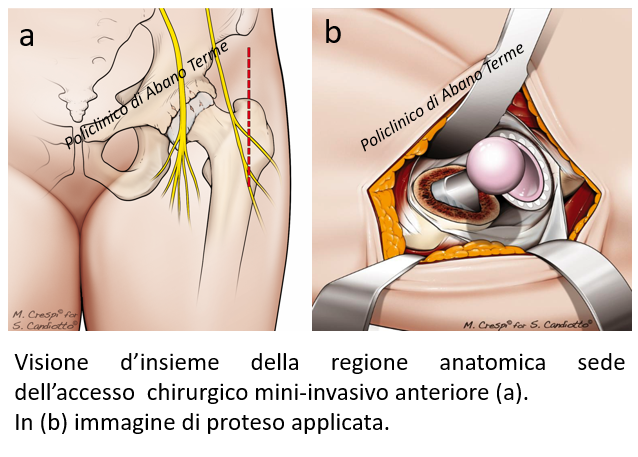 a
b
Policlinico di Abano Terme
Policlinico di Abano Terme
M. Crespi© for
S. Candiotto©
M. Crespi© for S. Candiotto©
Visione d’insieme della regione anatomica sede
dell’accesso chirurgico mini-invasivo anteriore (a).
In (b) immagine di proteso applicata.